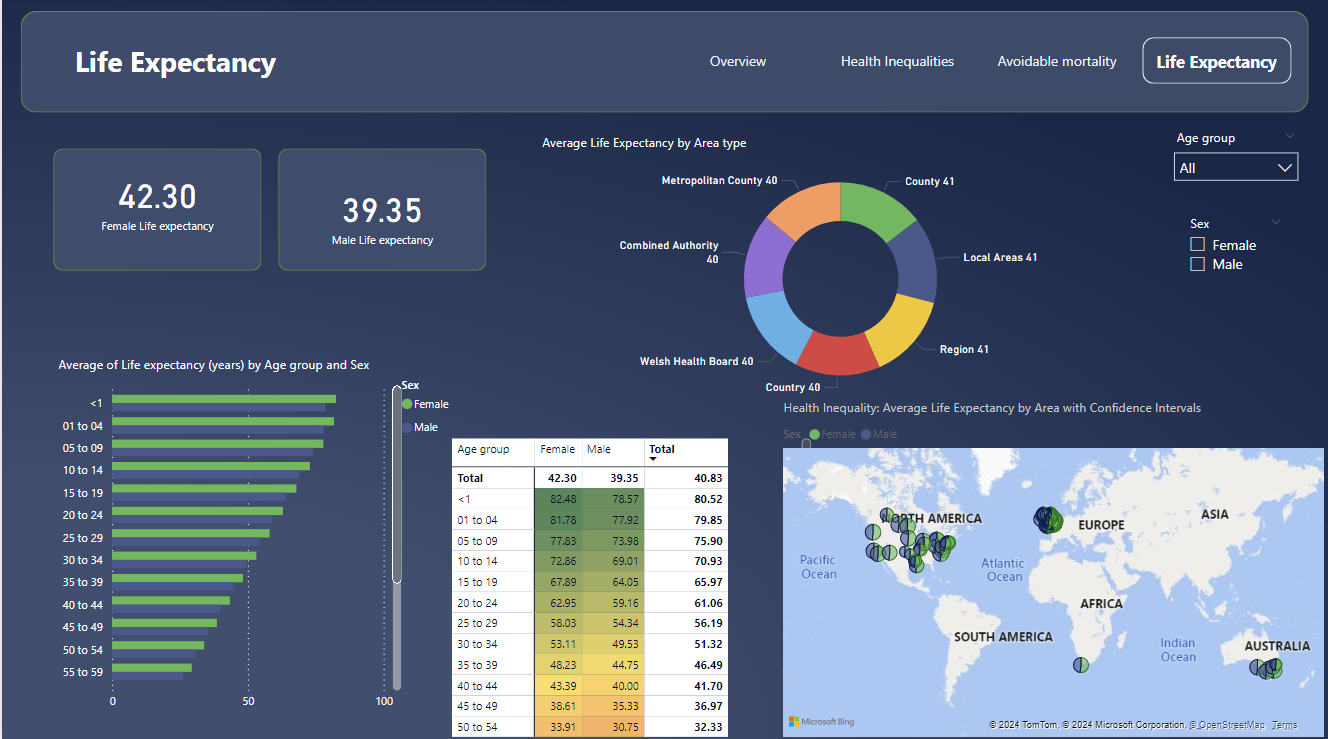 Life Expectancy
Overview
Health Inequalities
Avoidable mortality
Life Expectancy
42.30
Female Life expectancy
39.35
Male Life expectancy
Average Life Expectancy by Area type
Metropolitan County 40
County 41
Combined Authority
40
Local Areas 41
Welsh Health Board 40
Region 41
Country 40
Age group
All
Sex
Female
Male
Average of Life expectancy (years) by Age group and Sex
Sex
Female
Male
<1
01 to 04
05 to 09
10 to 14
15 to 19
20 to 24
25 to 29
30 to 34
35 to 39
40 to 44
45 to 49
50 to 54
55 to 59
0 50 100
Age group Female Male Total
Total 42.30 39.35 40.83
<1 82.48 78.57 80.52
01 to 04 81.78 77.92 79.85
05 to 09 77.83 73.98 75.90
10 to 14 72.86 69.01 70.93
15 to 19 67.89 64.05 65.97
20 to 24 62.95 59.16 61.06
25 to 29 58.03 54.34 56.19
30 to 34 53.11 49.53 51.32
35 to 39 48.23 44.75 46.49
40 to 44 43.39 40.00 41.70
45 to 49 38.61 35.33 36.97
50 to 54 33.91 30.75 32.33
Health Inequality: Average Life Expectancy by Area with Confidence Intervals
Sex Female Male
NORTH AMERICA
EUROPE
ASIA
Pacific
Ocean
Atlantic
Ocean
AFRICA
SOUTH AMERICA
Indian
Ocean
AUSTRALIA
Microsoft Bing
© 2024 TomTom, © 2024 Microsoft Corporation, © OpenStreetMap Terms